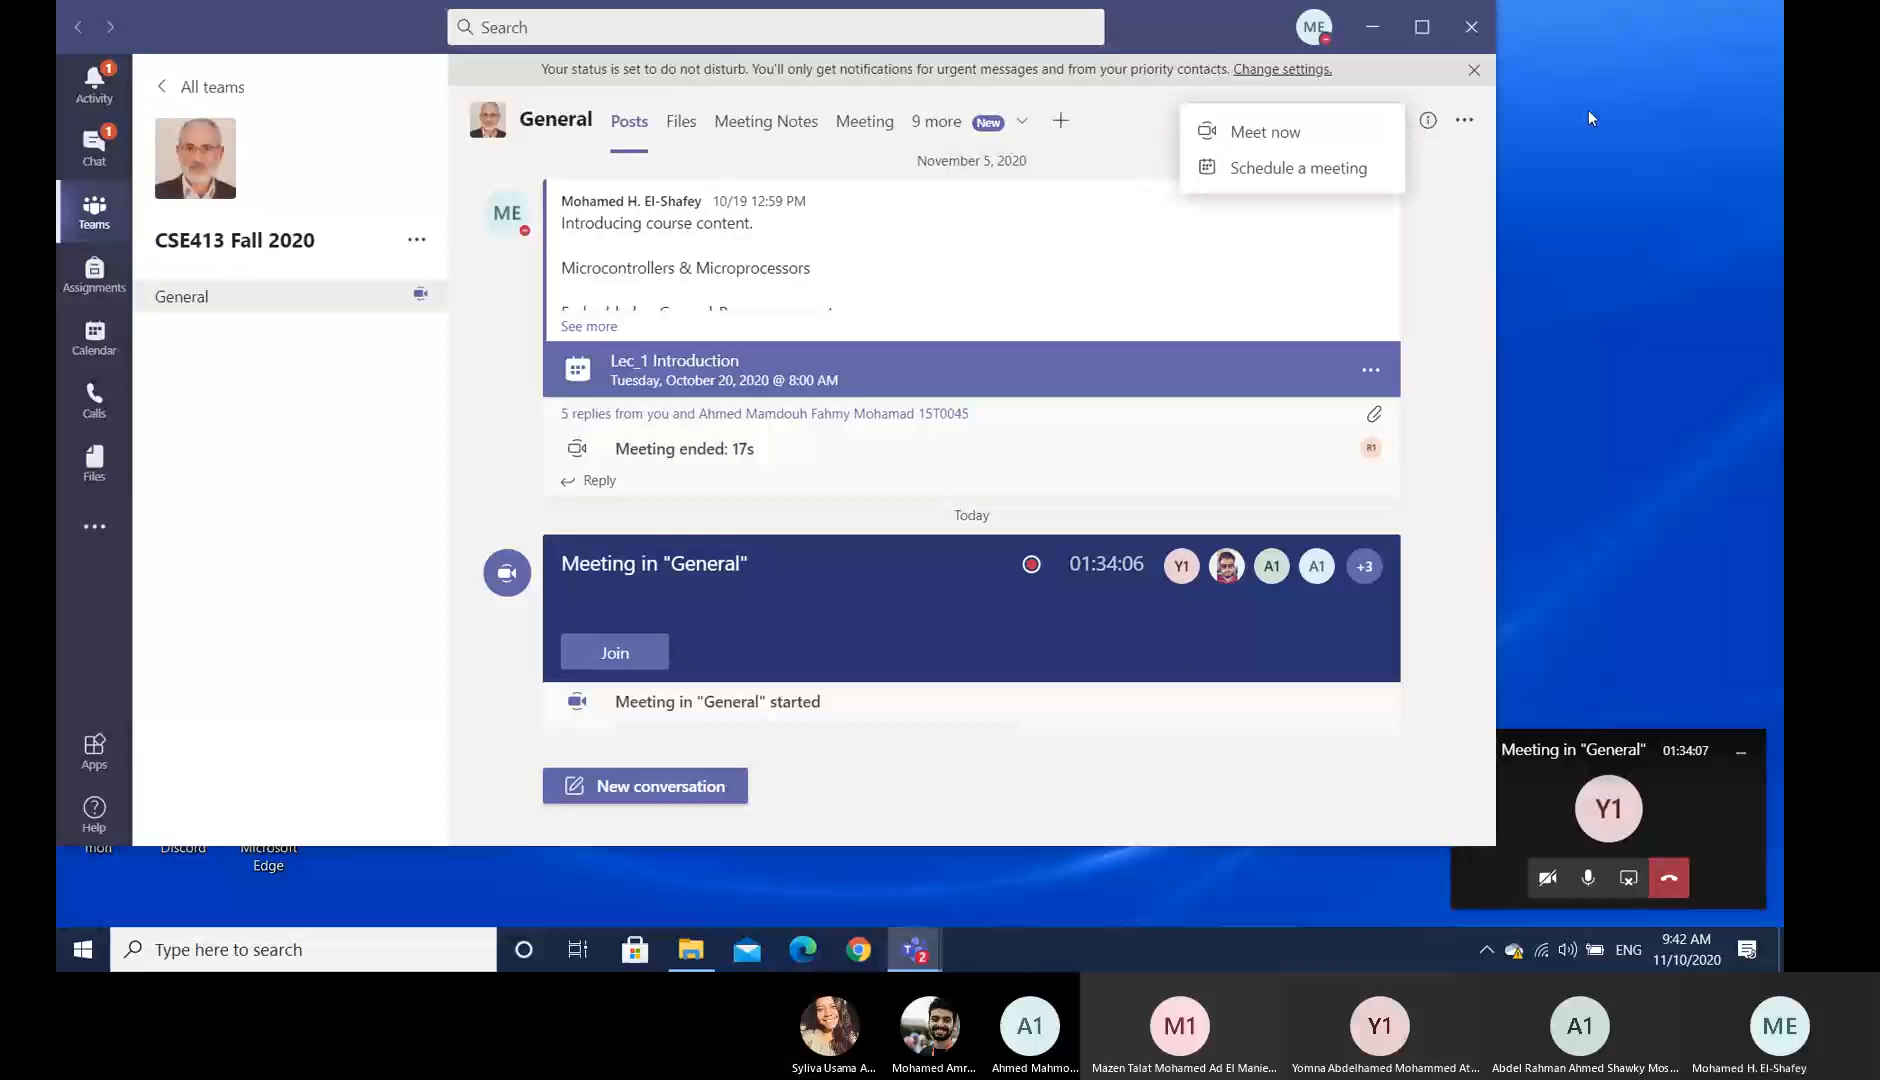 Search
ME
Your status is set to do not disturb. You'll only get notifications for urgent messages and from your priority contacts. Change settings.
1
Activity
1
Chat
Teams
Assignments
Calendar
Calls
Files
Apps
Help
All teams
CSE413 Fall 2020
General
General Posts Files Meeting Notes Meeting 9 more New
Meet now
Schedule a meeting
November 5, 2020
ME
Mohamed H. El-Shafey 10/19 12:59 PM
Introducing course content.
Microcontrollers & Microprocessors
See more
Lec_1 Introduction
Tuesday, October 20, 2020 @ 8:00 AM
5 replies from you and Ahmed Mamdouh Fahmy Mohamad 15T0045
Meeting ended: 17s
R1
Reply
Today
Meeting in "General" 01:34:06 Y1 A1 A1 +3
Join
Meeting in "General" started
New conversation
Meeting in "General" 01:34:07
Y1
Discord
Microsoft
Edge
Type here to search
2
ENG
9:42 AM
11/10/2020
A1 M1 Y1 A1 ME
Syliva Usama A... Mohamed Amr... Ahmed Mahmo... Mazen Talat Mohamed Ad El Manie... Yomna Abdelhamed Mohammed At... Abdel Rahman Ahmed Shawky Mos... Mohamed H. El-Shafey